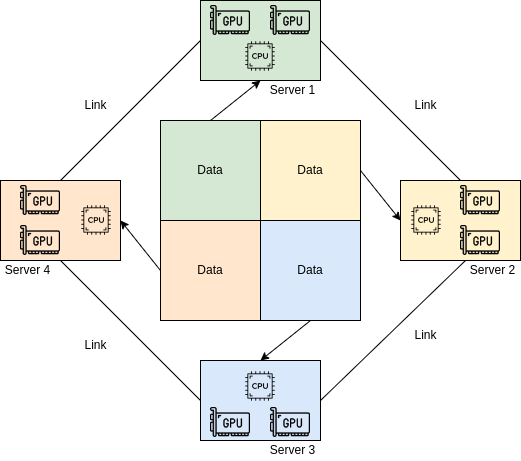 GPU GPU
CPU
Server 1
Link Link
Data Data
GPU CPU CPU GPU
GPU GPU
Server 4 Data Data Server 2
Link Link
CPU
GPU GPU
Server 3